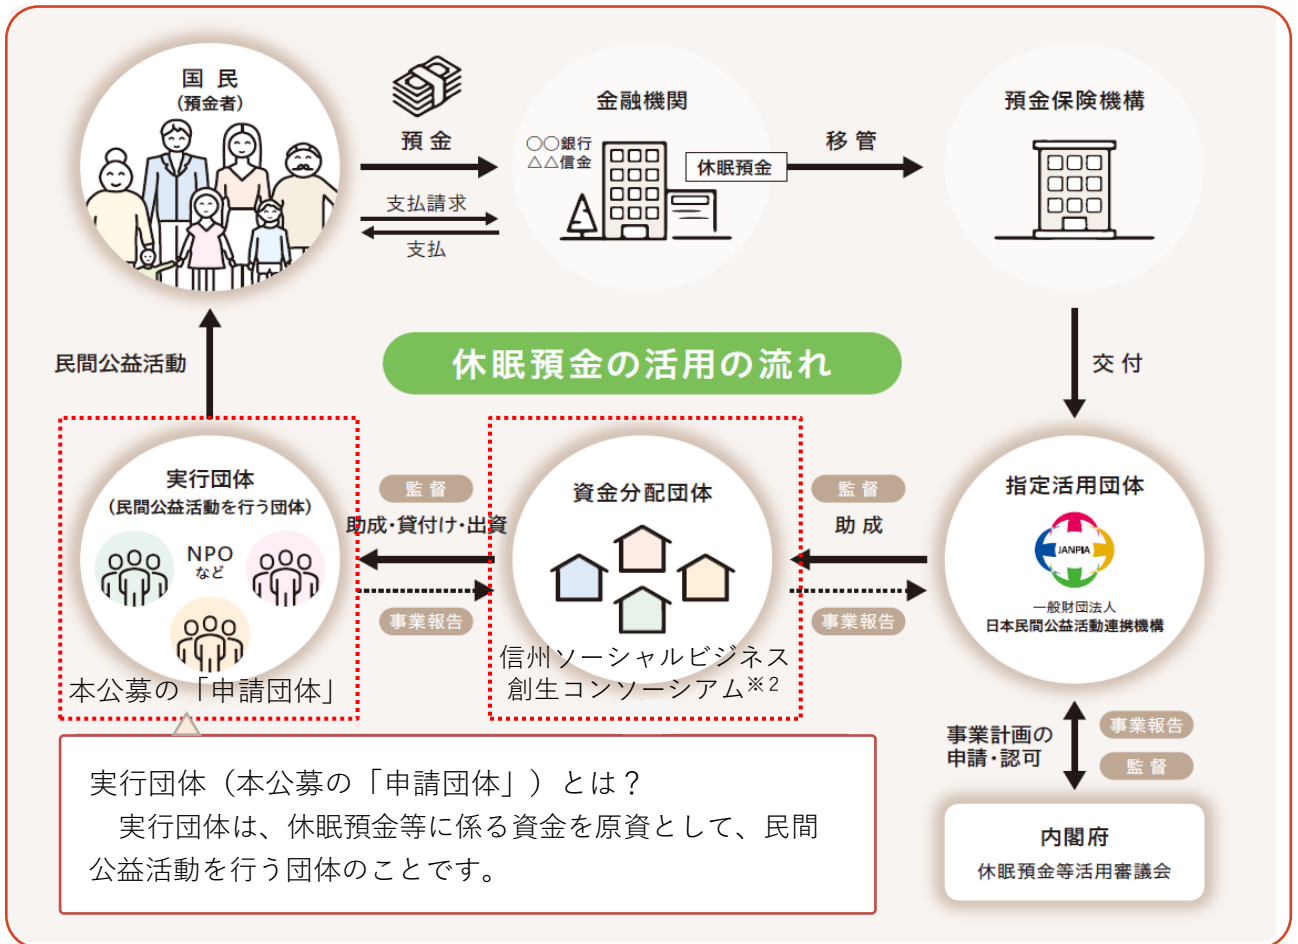 国 民
(預金者)
預 金
支払請求
支払
金融機関
○○銀行
△△信金
休眠預金
移 管
預金保険機構
民間公益活動
休眠預金の活用の流れ
交 付
実行団体
(民間公益活動を行う団体)
NPO
など
本公募の「申請団体」
監 督
助成・貸付け・出資
事業報告
資金分配団体
信州ソーシャルビジネス
創生コンソーシアム※2
監 督
助 成
事業報告
指定活用団体
JANPIA
一般財団法人
日本民間公益活動連携機構
事業計画の
申請・認可
事業報告
監 督
内閣府
休眠預金等活用審議会
実行団体（本公募の「申請団体」）とは？
　実行団体は、休眠預金等に係る資金を原資として、民間
公益活動を行う団体のことです。